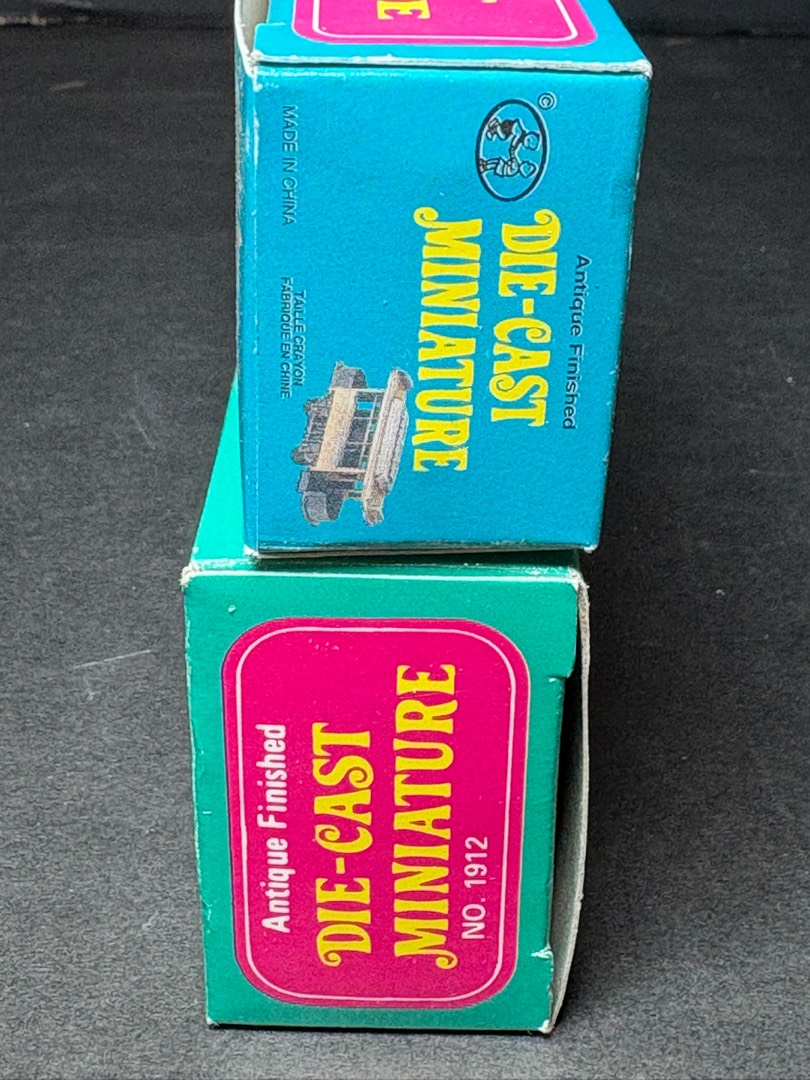 E
©
Antique Finished
DIE-CAST
MINIATURE
TAILLE CRAYON
FABRIQUE EN CHINE
MADE IN CHINA
Antique Finished
DIE-CAST
MINIATURE
NO. 1912